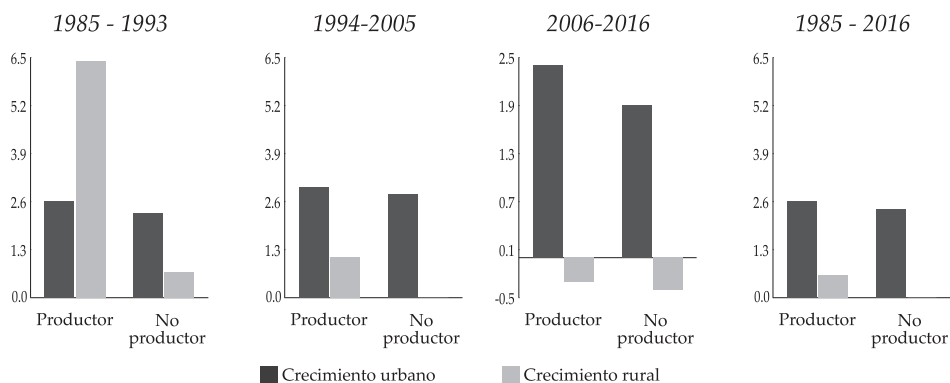 1985 - 1993
1994-2005
2006-2016
1985 - 2016
6.5
5.2
3.9
2.6
1.3
0.0
Productor
No
productor
6.5
5.2
3.9
2.6
1.3
0.0
Productor
No
productor
2.5
1.9
1.3
0.7
0.1
-0.5
Productor
No
productor
6.5
5.2
3.9
2.6
1.3
0.0
Productor
No
productor
Crecimiento urbano
Crecimiento rural